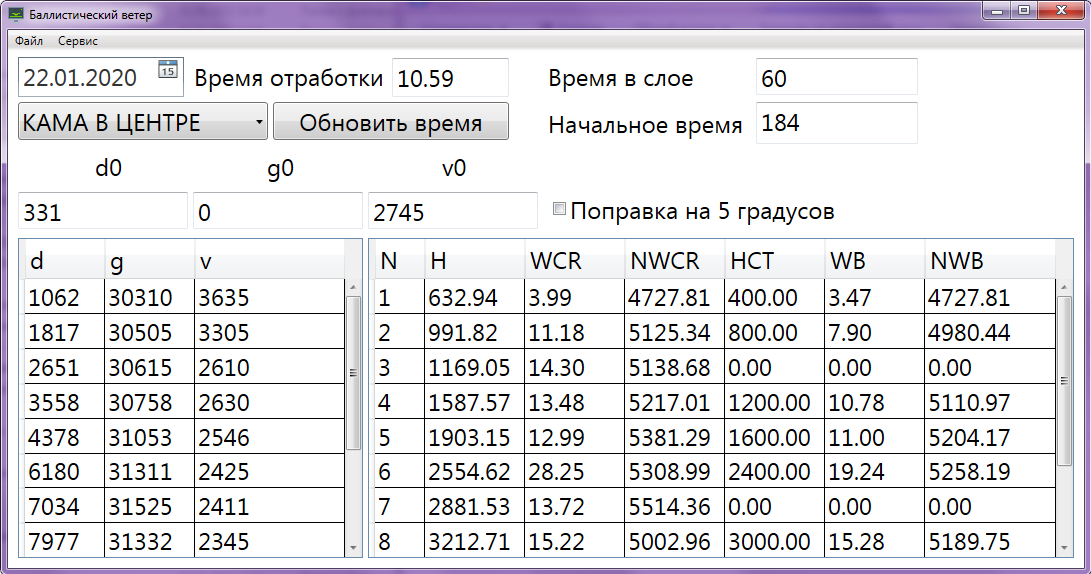 Баллистический ветер
Файл Сервис
22.01.2020 15 Время отработки 10.59 Время в слое 60
КАМА В ЦЕНТРЕ Обновить время Начальное время 184
d0 g0 v0
331 0 2745 Поправка на 5 градусов
d g v N H WCR NWCR HCT WB NWB
1062 30310 3635 1 632.94 3.99 4727.81 400.00 3.47 4727.81
1817 30505 3305 2 991.82 11.18 5125.34 800.00 7.90 4980.44
2651 30615 2610 3 1169.05 14.30 5138.68 0.00 0.00 0.00
3558 30758 2630 4 1587.57 13.48 5217.01 1200.00 10.78 5110.97
4378 31053 2546 5 1903.15 12.99 5381.29 1600.00 11.00 5204.17
6180 31311 2425 6 2554.62 28.25 5308.99 2400.00 19.24 5258.19
7034 31525 2411 7 2881.53 13.72 5514.36 0.00 0.00 0.00
7977 31332 2345 8 3212.71 15.22 5002.96 3000.00 15.28 5189.75